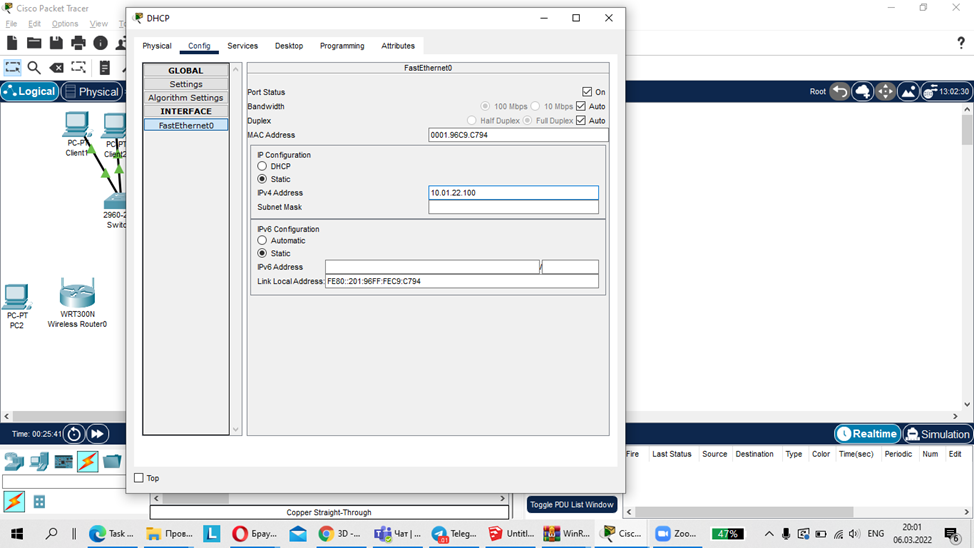 Cisco Packet Tracer
File Edit Options View
DHCP
Physical Config Services Desktop Programming Attributes
GLOBAL
Settings
Algorithm Settings
INTERFACE
FastEthernet0
FastEthernet0
Port Status On
Bandwidth 100 Mbps 10 Mbps Auto
Duplex Half Duplex Full Duplex Auto
MAC Address 0001.96C9.C794
IP Configuration
DHCP
Static
IPv4 Address 10.01.22.100
Subnet Mask
IPv6 Configuration
Automatic
Static
IPv6 Address /
Link Local Address: FE80::201:96FF:FEC9:C794
Top
Logical Physical
Root 13:02:30
PC-PT
Client1
PC-PT
Client2
2960-2
Switc
PC-PT
PC2
WRT300N
Wireless Router0
Time: 00:25:41
Realtime Simulation
Fire Last Status Source Destination Type Color Time(sec) Periodic Num Edit
Toggle PDU List Window
Copper Straight-Through
Task ... Прово... Брау... 3D -... Чат | ... Teleg... Untitl... WinR... Cisc... Zoo... 47% ENG
20:01
06.03.2022
6